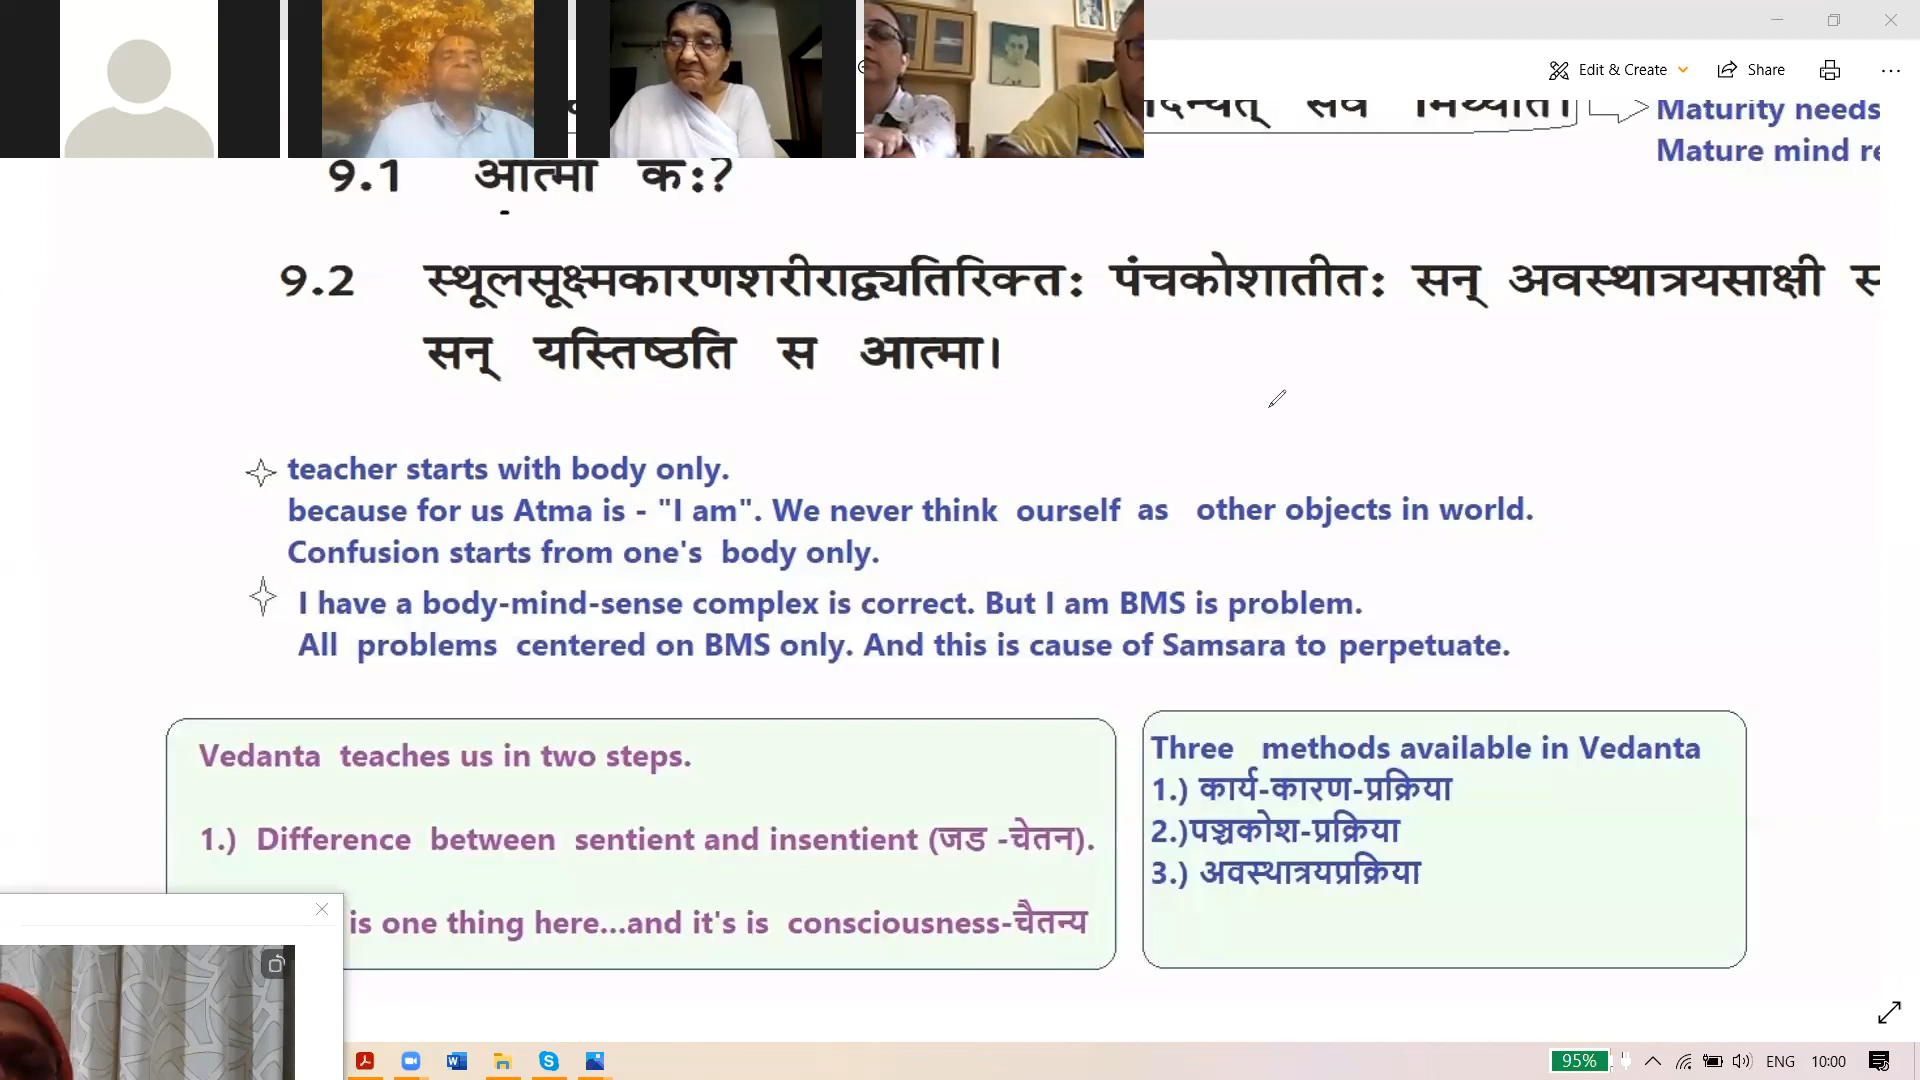 Edit & Create
Share
सर्वं मिथ्येति।
Maturity needs
Mature mind re
9.1 आत्मा कः?
9.2 स्थूलसूक्ष्मकारणशरीराद्व्यतिरिक्तः पंचकोशातीतः सन् अवस्थात्रयसाक्षी
सन् यस्तिष्ठति स आत्मा।
teacher starts with body only.
because for us Atma is - "I am". We never think ourself as other objects in world.
Confusion starts from one's body only.
I have a body-mind-sense complex is correct. But I am BMS is problem.
All problems centered on BMS only. And this is cause of Samsara to perpetuate.
Vedanta teaches us in two steps.
1.) Difference between sentient and insentient (जड -चेतन).
is one thing here...and it's is consciousness-चैतन्य
Three methods available in Vedanta
1.) कार्य-कारण-प्रक्रिया
2.)पञ्चकोश-प्रक्रिया
3.) अवस्थात्रयप्रक्रिया
95%
ENG
10:00